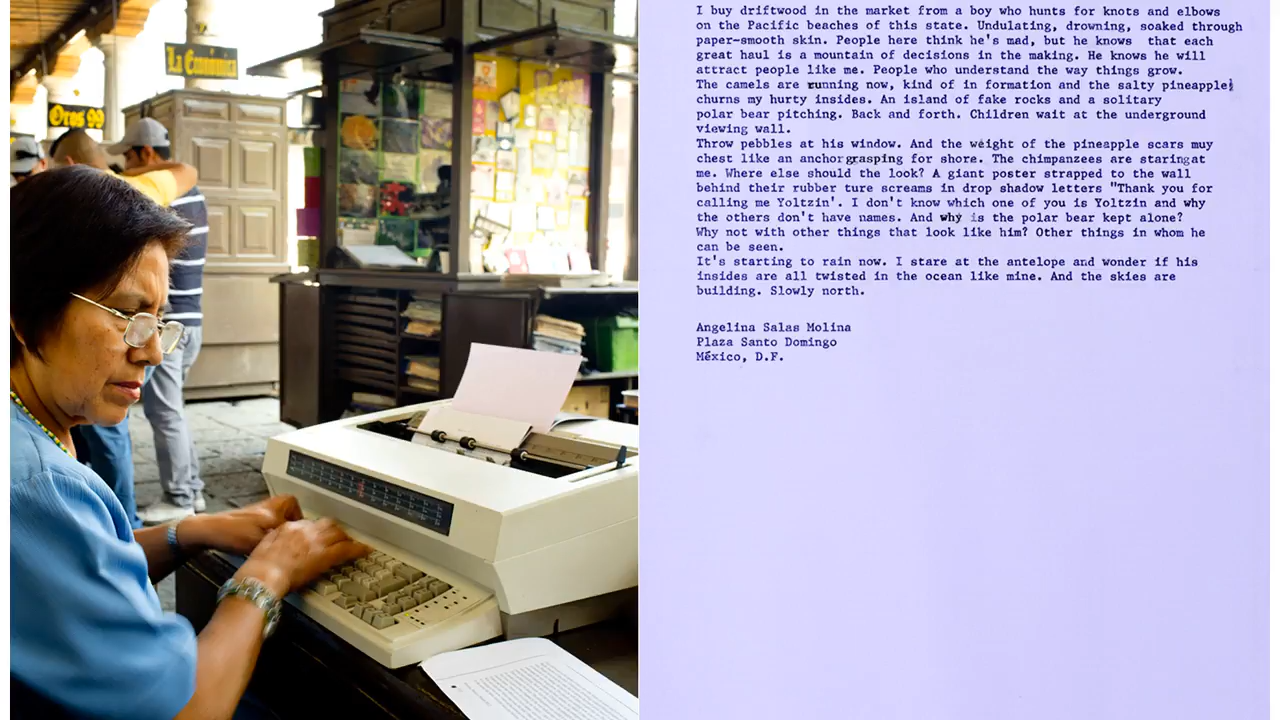 La Económica
Oros 99
I buy driftwood in the market from a boy who hunts for knots and elbows
on the Pacific beaches of this state. Undulating, drowning, soaked through
paper-smooth skin. People here think he's mad, but he knows that each
great haul is a mountain of decisions in the making. He knows he will
attract people like me. People who understand the way things grow.
The camels are running now, kind of in formation and the salty pineapple
churns my hurty insides. An island of fake rocks and a solitary
polar bear pitching. Back and forth. Children wait at the underground
viewing wall.
Throw pebbles at his window. And the weight of the pineapple scars muy
chest like an anchor grasping for shore. The chimpanzees are staringat
me. Where else should the look? A giant poster strapped to the wall
behind their rubber ture screams in drop shadow letters "Thank you for
calling me Yoltzin'. I don't know which one of you is Yoltzin and why
the others don't have names. And why is the polar bear kept alone?
Why not with other things that look like him? Other things in whom he
can be seen.
It's starting to rain now. I stare at the antelope and wonder if his
insides are all twisted in the ocean like mine. And the skies are
building. Slowly north.
Angelina Salas Molina
Plaza Santo Domingo
México, D.F.